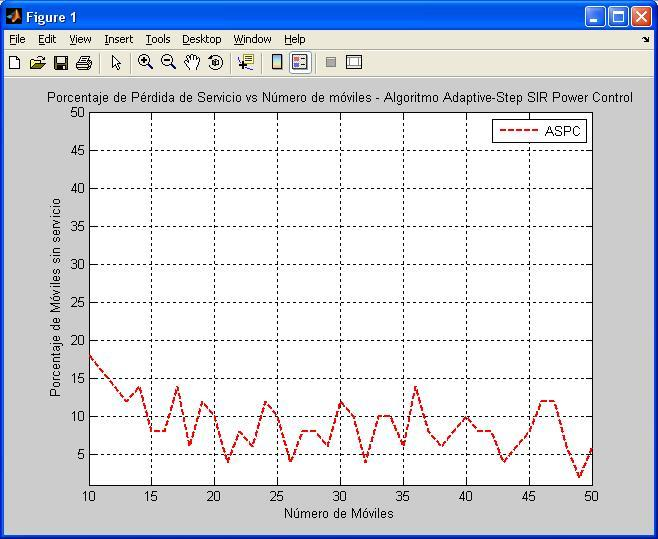 Figure 1
File Edit View Insert Tools Desktop Window Help
Porcentaje de Pérdida de Servicio vs Número de móviles - Algoritmo Adaptive-Step SIR Power Control
ASPC
Porcentaje de Móviles sin servicio
50
45
40
35
30
25
20
15
10
5
10 15 20 25 30 35 40 45 50
Número de Móviles